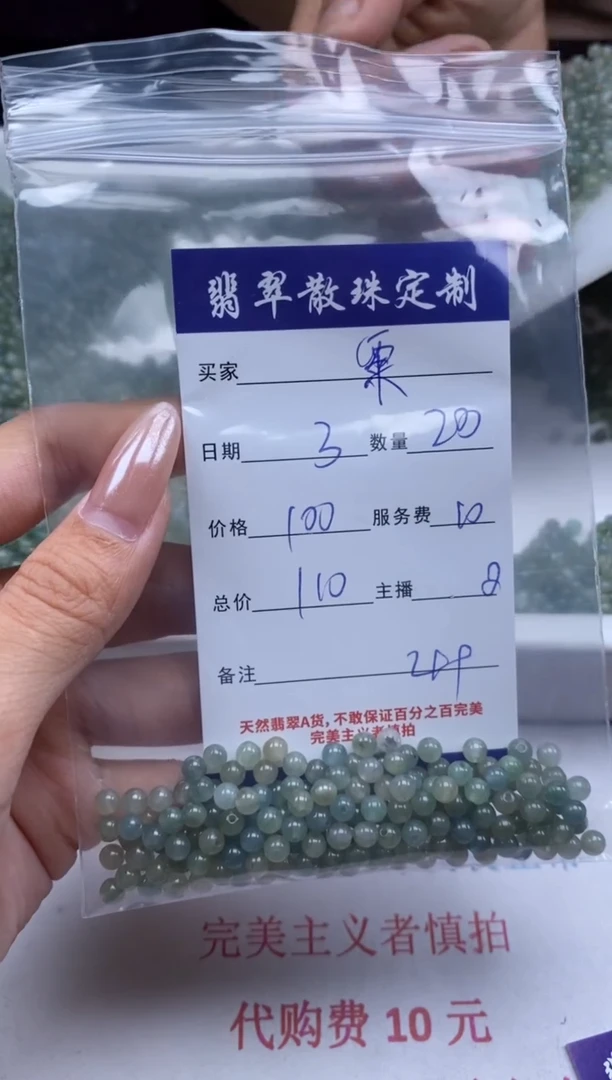 翡翠散珠定制
买家 栗
日期 3 数量 200
价格 100 服务费 10
总价 110 主播 8
备注
天然翡翠A货，不敢保证百分之百完美
完美主义者慎拍
完美主义者慎拍
代购费 10 元